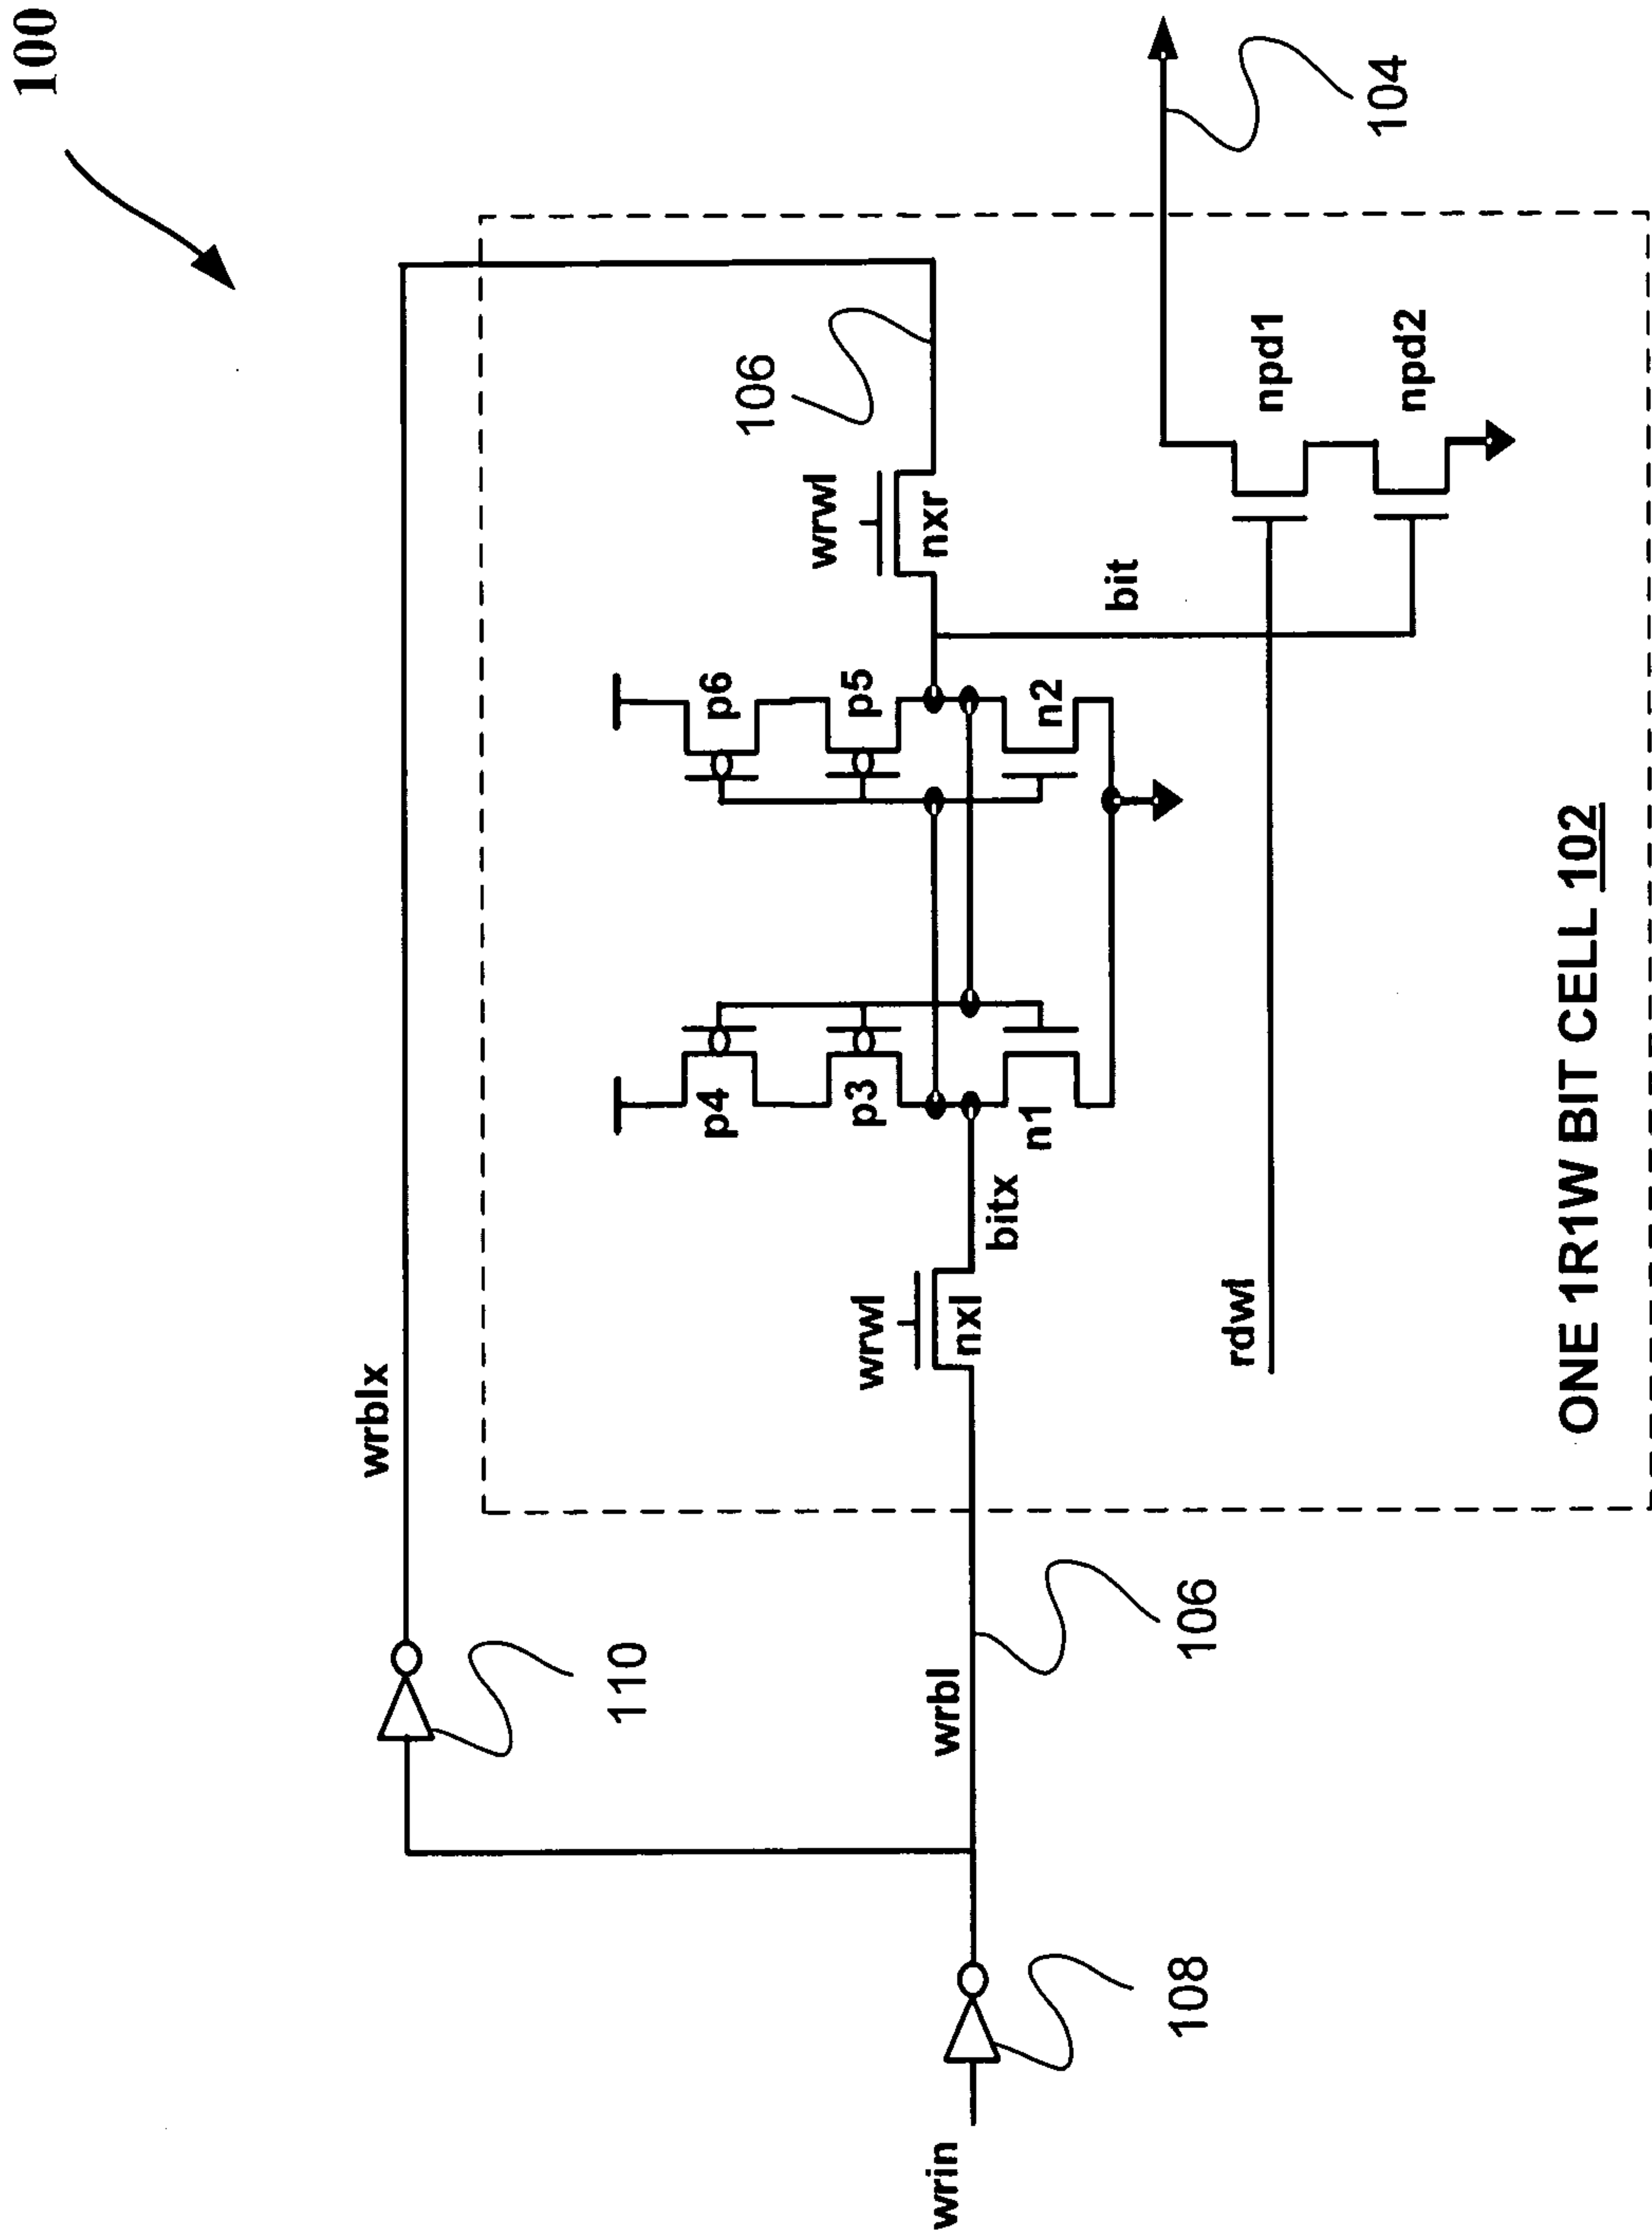 100
wrblx
110
106
wrwl
nxr
p4
p6
p3
p5
wrwl
nxl
bitx
n1
n2
wrin
108
wrbl
106
bit
104
rdwl
npd1
npd2
ONE 1R1W BIT CELL 102